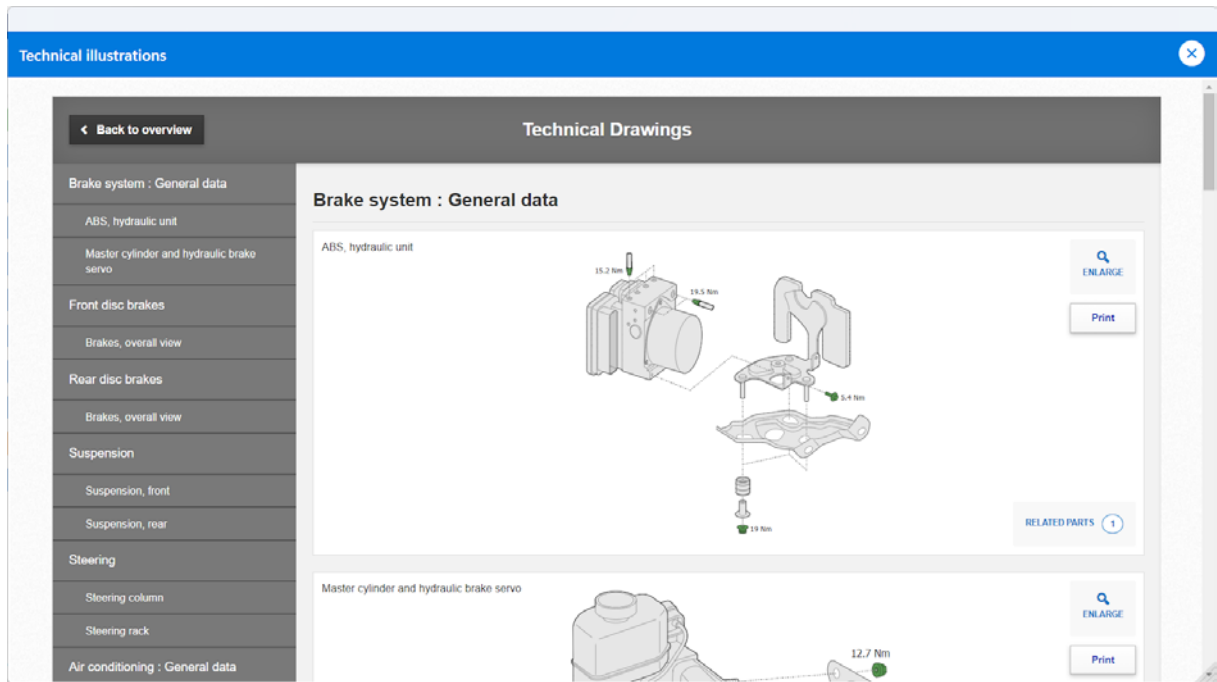 Technical illustrations
Back to overview
Technical Drawings
Brake system : General data
ABS, hydraulic unit
Master cylinder and hydraulic brake
servo
Front disc brakes
Brakes, overall view
Rear disc brakes
Brakes, overall view
Suspension
Suspension, front
Suspension, rear
Steering
Steering column
Steering rack
Air conditioning : General data
Brake system : General data
ABS, hydraulic unit
15.2 Nm
19.5 Nm
5.4 Nm
19 Nm
ENLARGE
Print
RELATED PARTS 1
Master cylinder and hydraulic brake servo
12.7 Nm
ENLARGE
Print